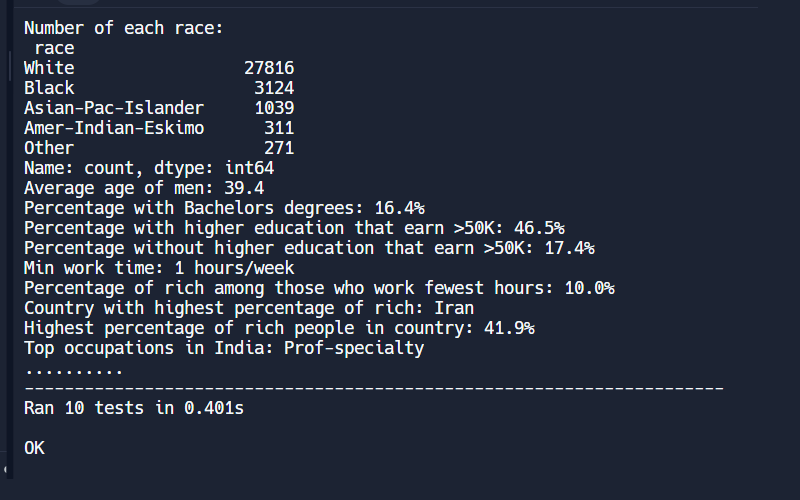 Number of each race:
race
White 27816
Black 3124
Asian-Pac-Islander 1039
Amer-Indian-Eskimo 311
Other 271
Name: count, dtype: int64
Average age of men: 39.4
Percentage with Bachelors degrees: 16.4%
Percentage with higher education that earn >50K: 46.5%
Percentage without higher education that earn >50K: 17.4%
Min work time: 1 hours/week
Percentage of rich among those who work fewest hours: 10.0%
Country with highest percentage of rich: Iran
Highest percentage of rich people in country: 41.9%
Top occupations in India: Prof-specialty
..........
----------------------------------------------------------------------
Ran 10 tests in 0.401s
OK